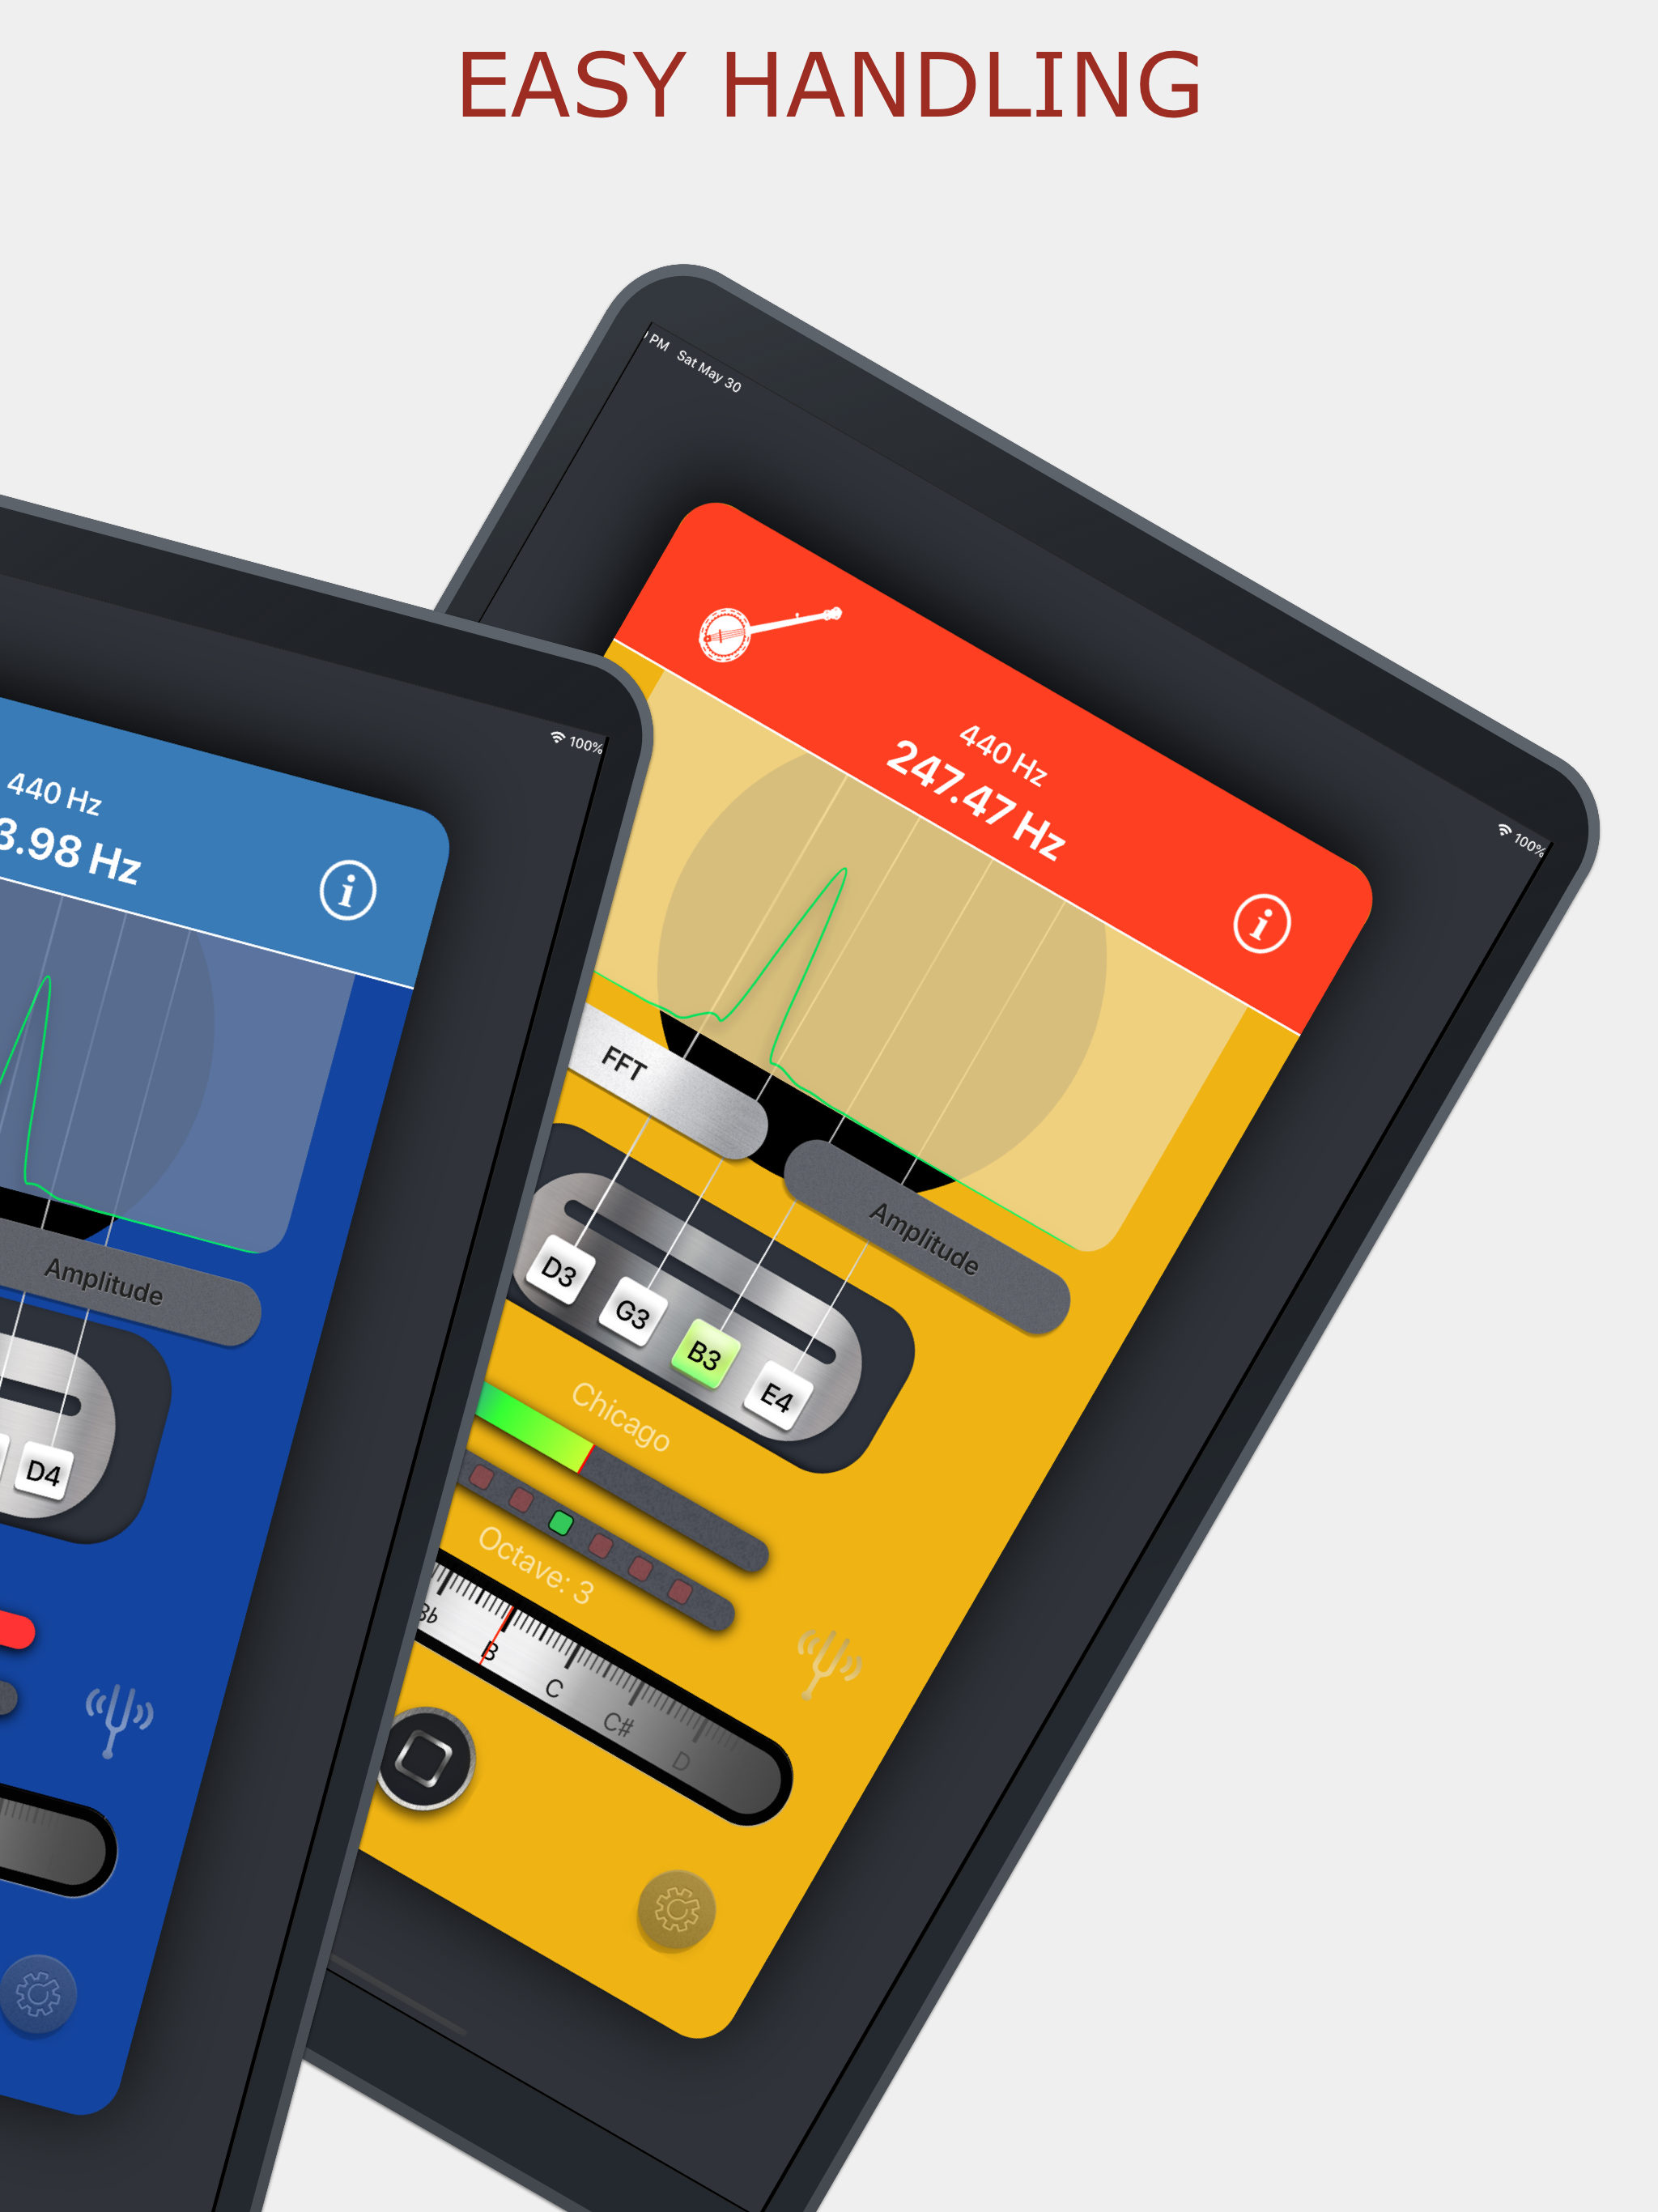 EASY HANDLING
PM Sat May 30
100%
440 Hz
247.47 Hz
FFT
Amplitude
D3
G3
B3
E4
Chicago
Octave: 3
B
C
C#
D
100%
440 Hz
3.98 Hz
Amplitude
D4